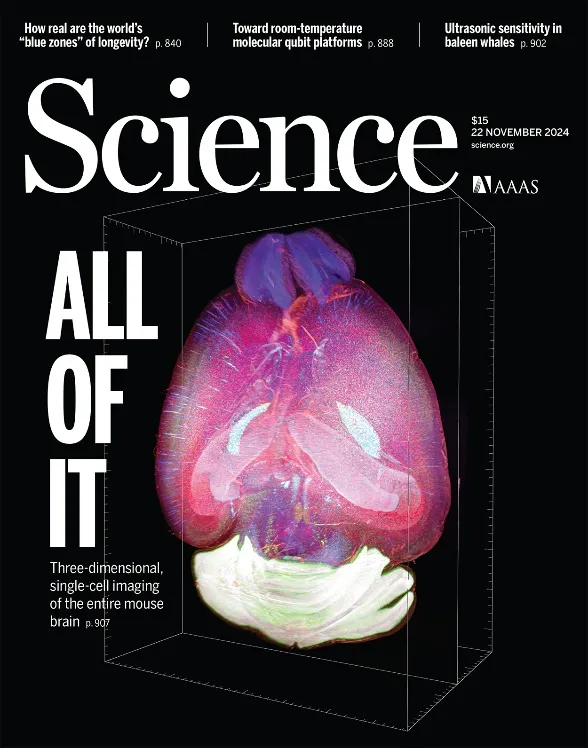 How real are the world's
“blue zones” of longevity? p. 840
Toward room-temperature
molecular qubit platforms p. 888
Ultrasonic sensitivity in
baleen whales p. 902
Science
$15
22 NOVEMBER 2024
science.org
AAAS
ALL
OF
IT
Three-dimensional,
single-cell imaging
of the entire mouse
brain p. 907